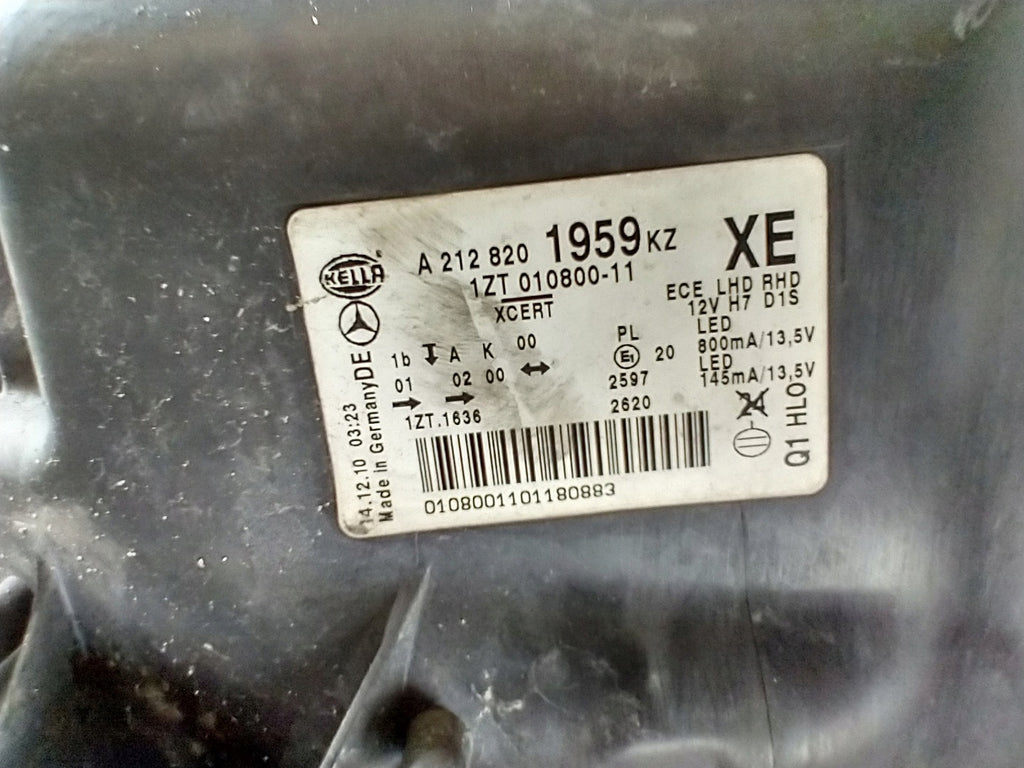 HELLA
A 212 820 1959 KZ
XE
1ZT 010800-11
XCERT
ECE LHD RHD
12V H7 D1S
LED
800mA/13,5V
LED
145mA/13,5V
1b A K 00
01 02 00
1ZT.1636
PL
E1 20
2597
2620
0108001101180883
14.12.10 03:23
Made in Germany DE
Q1 HLO